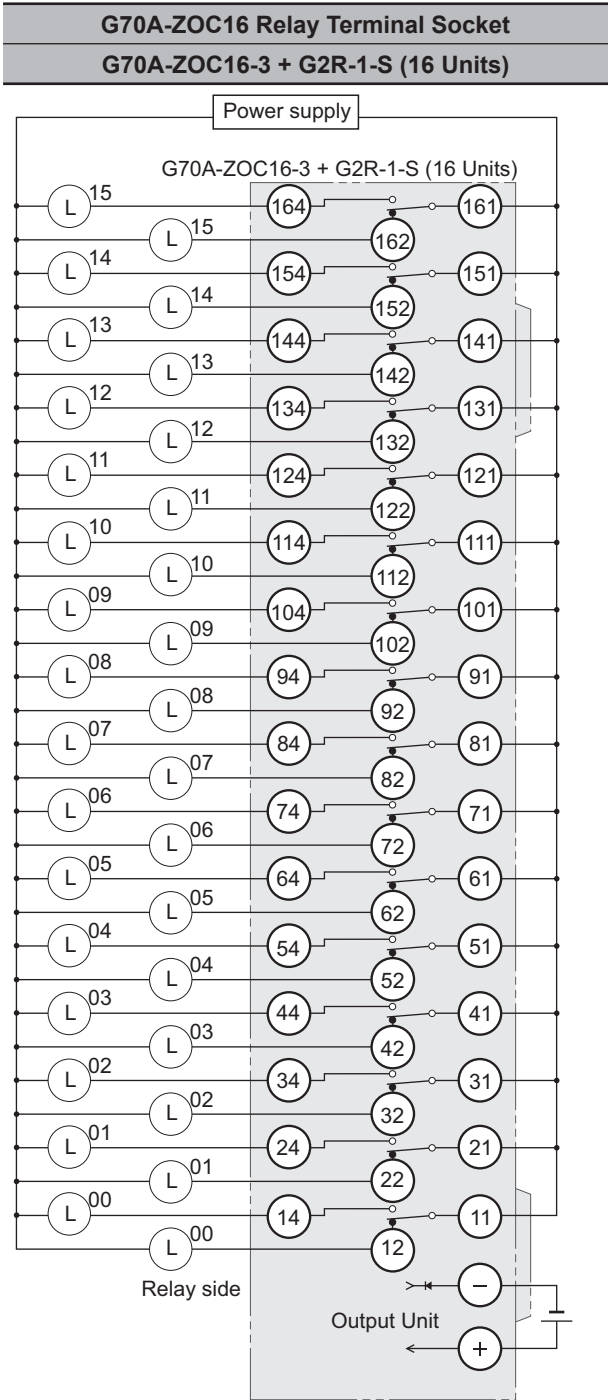 G70A-ZOC16 Relay Terminal Socket
G70A-ZOC16-3 + G2R-1-S (16 Units)
Power supply
G70A-ZOC16-3 + G2R-1-S (16 Units)
L 15 164 161
L 15 162
L 14 154 151
L 14 152
L 13 144 141
L 13 142
L 12 134 131
L 12 132
L 11 124 121
L 11 122
L 10 114 111
L 10 112
L 09 104 101
L 09 102
L 08 94 91
L 08 92
L 07 84 81
L 07 82
L 06 74 71
L 06 72
L 05 64 61
L 05 62
L 04 54 51
L 04 52
L 03 44 41
L 03 42
L 02 34 31
L 02 32
L 01 24 21
L 01 22
L 00 14 11
L 00 12
Relay side
−
Output Unit
+